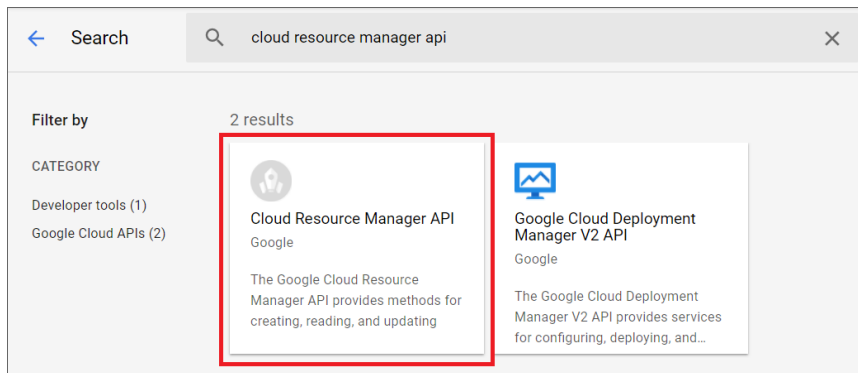 Search
cloud resource manager api
Filter by
2 results
CATEGORY
Developer tools (1)
Google Cloud APIs (2)
Cloud Resource Manager API
Google
The Google Cloud Resource
Manager API provides methods for
creating, reading, and updating
Google Cloud Deployment
Manager V2 API
Google
The Google Cloud Deployment
Manager V2 API provides services
for configuring, deploying, and...